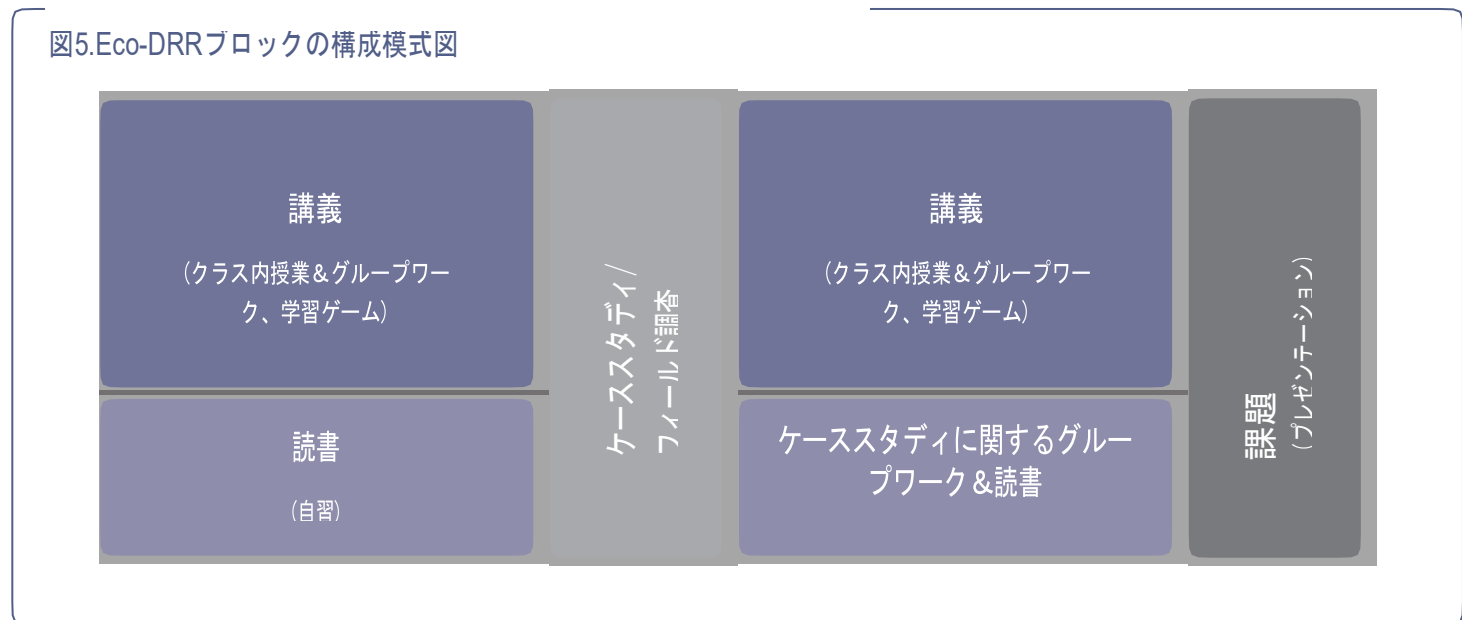 図5.Eco-DRRブロックの構成模式図
講義
(クラス内授業＆グループワー
ク、学習ゲーム)
読書
(自習)
ケーススタディ/
フィールド調査
講義
(クラス内授業＆グループワー
ク、学習ゲーム)
ケーススタディに関するグルー
プワーク＆読書
課題
(プレゼンテーション)